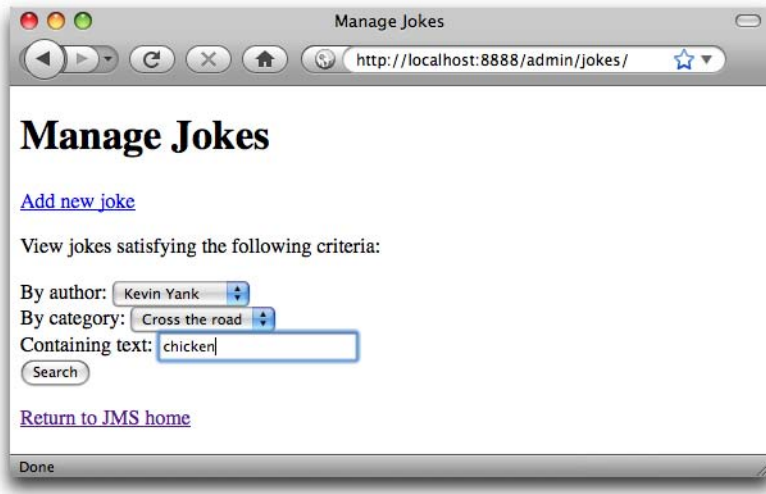 Manage Jokes
http://localhost:8888/admin/jokes/
Manage Jokes
Add new joke
View jokes satisfying the following criteria:
By author: Kevin Yank
By category: Cross the road
Containing text: chicken
Search
Return to JMS home
Done